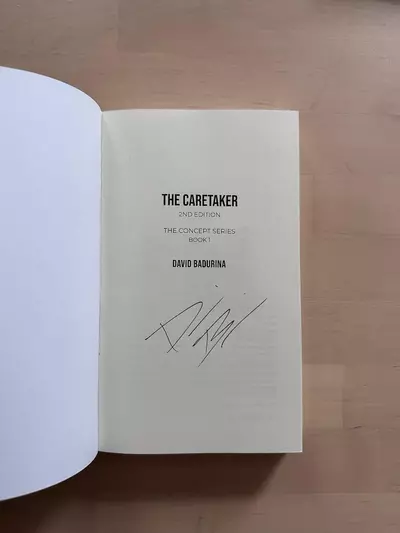 THE CARETAKER
2ND EDITION
THE CONCEPT SERIES
BOOK 1
DAVID BADURINA